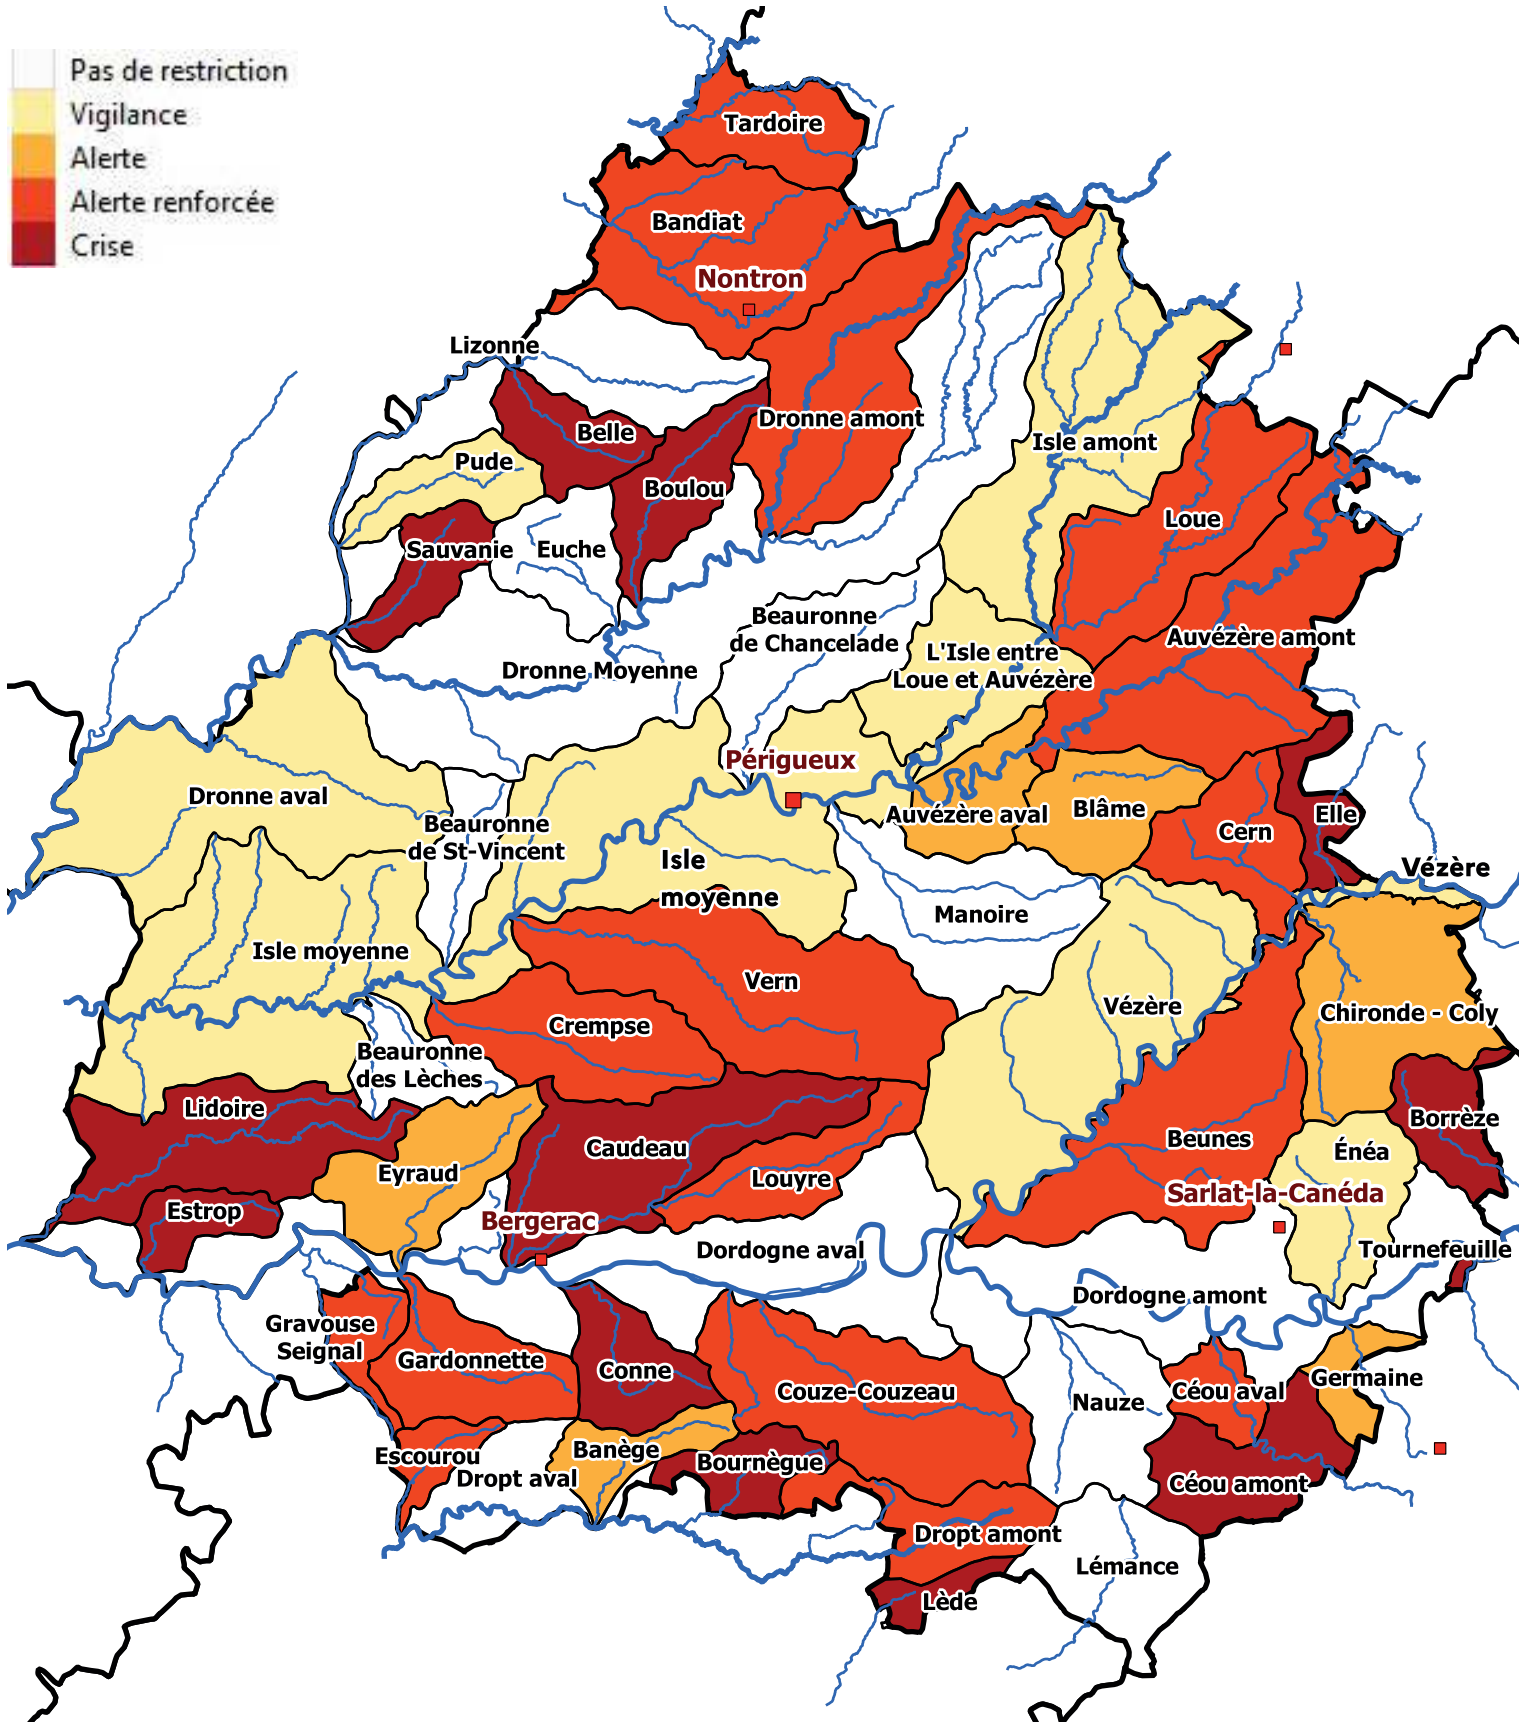 Pas de restriction
Vigilance
Alerte
Alerte renforcée
Crise
Tardoire
Bandiat
Nontron
Lizonne
Dronne amont
Belle
Isle amont
Pude
Boulou
Loue
Sauvanie
Euche
Beauronne
de Chancelade
Auvézère amont
L'Isle entre
Loue et Auvézère
Dronne Moyenne
Périgueux
Dronne aval
Beauronne
de St-Vincent
Auvézère aval
Blâme
Elle
Cern
Isle
moyenne
Vézère
Manoire
Isle moyenne
Vern
Vézère
Chironde - Coly
Crempse
Beauronne
des Lèches
Lidoire
Borrèze
Beunes
Caudeau
Énéa
Eyraud
Louyre
Sarlat-la-Canéda
Estrop
Bergerac
Dordogne aval
Tournefeuille
Dordogne amont
Gravouse
Seignal
Gardonnette
Conne
Couze-Couzeau
Céou aval
Germaine
Nauze
Escourou
Banège
Dropt aval
Bournègue
Céou amont
Dropt amont
Lémance
Lède